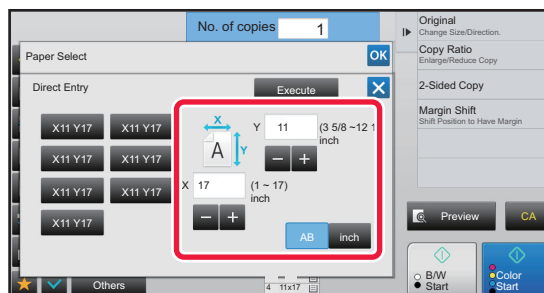 No. of copies 1
Original
Change Size/Direction.
Copy Ratio
Enlarge/Reduce Copy
2-Sided Copy
Margin Shift
Shift Position to Have Margin
Paper Select OK
Direct Entry Execute
X11 Y17 X11 Y17
X11 Y17 X11 Y17
X11 Y17 X11 Y17
X11 Y17
X
A Y
Y 11 (3 5/8 ~12 1
inch
X 17 (1 ~ 17)
inch
AB inch
Others
4 11x17
Preview CA
B/W
Start
Color
Start